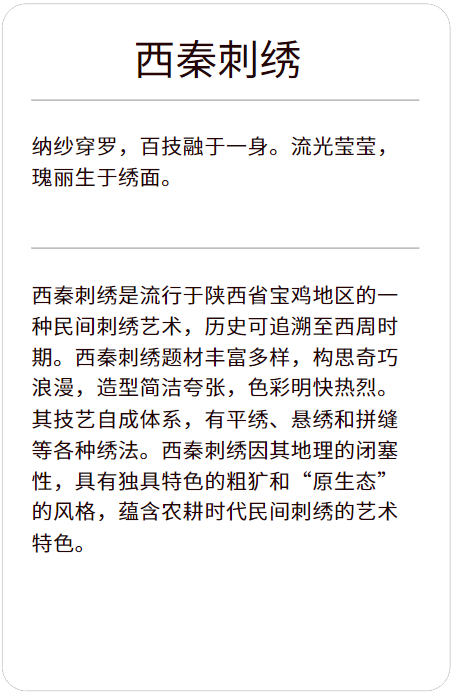 西秦刺绣
纳纱穿罗，百技融于一身。流光莹莹，
瑰丽生于绣面。
西秦刺绣是流行于陕西省宝鸡地区的一
种民间刺绣艺术，历史可追溯至西周时
期。西秦刺绣题材丰富多样，构思奇巧
浪漫，造型简洁夸张，色彩明快热烈。
其技艺自成体系，有平绣、悬绣和拼缝
等各种绣法。西秦刺绣因其地理的闭塞
性，具有独具特色的粗犷和“原生态”
的风格，蕴含农耕时代民间刺绣的艺术
特色。